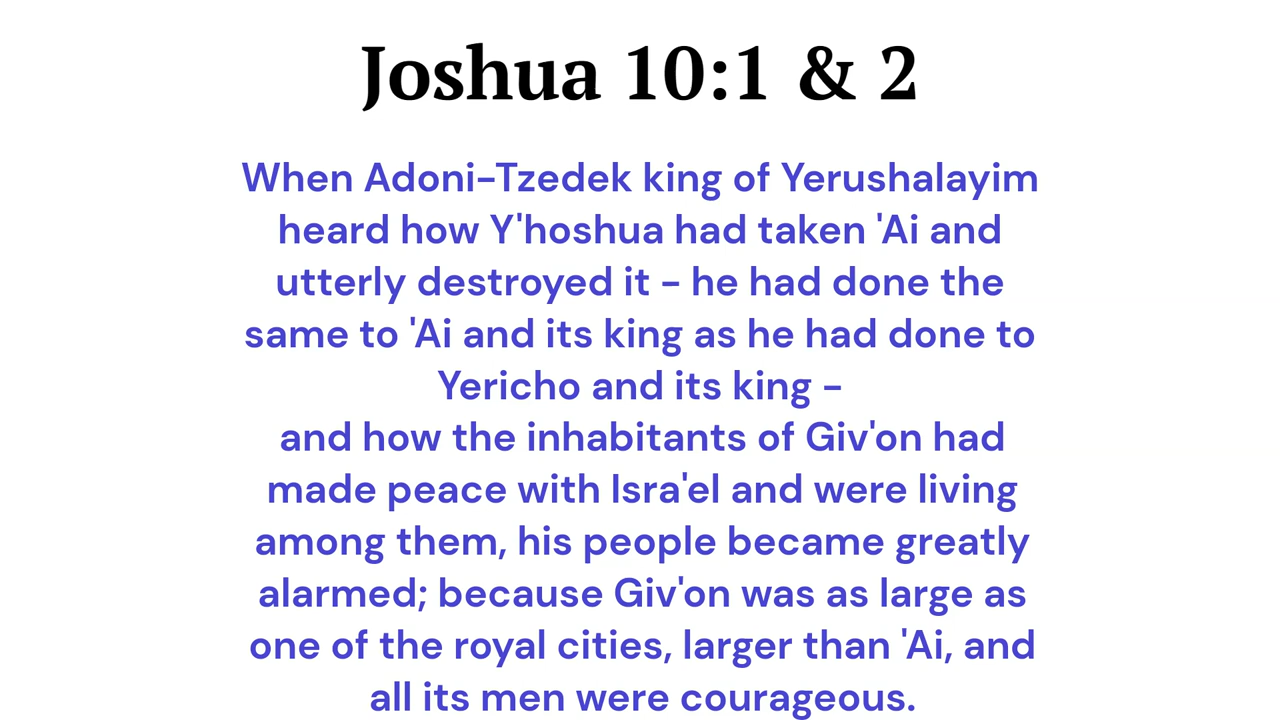 Joshua 10:1 & 2
When Adoni-Tzedek king of Yerushalayim
heard how Y'hoshua had taken 'Ai and
utterly destroyed it - he had done the
same to 'Ai and its king as he had done to
Yericho and its king -
and how the inhabitants of Giv'on had
made peace with Isra'el and were living
among them, his people became greatly
alarmed; because Giv'on was as large as
one of the royal cities, larger than 'Ai, and
all its men were courageous.